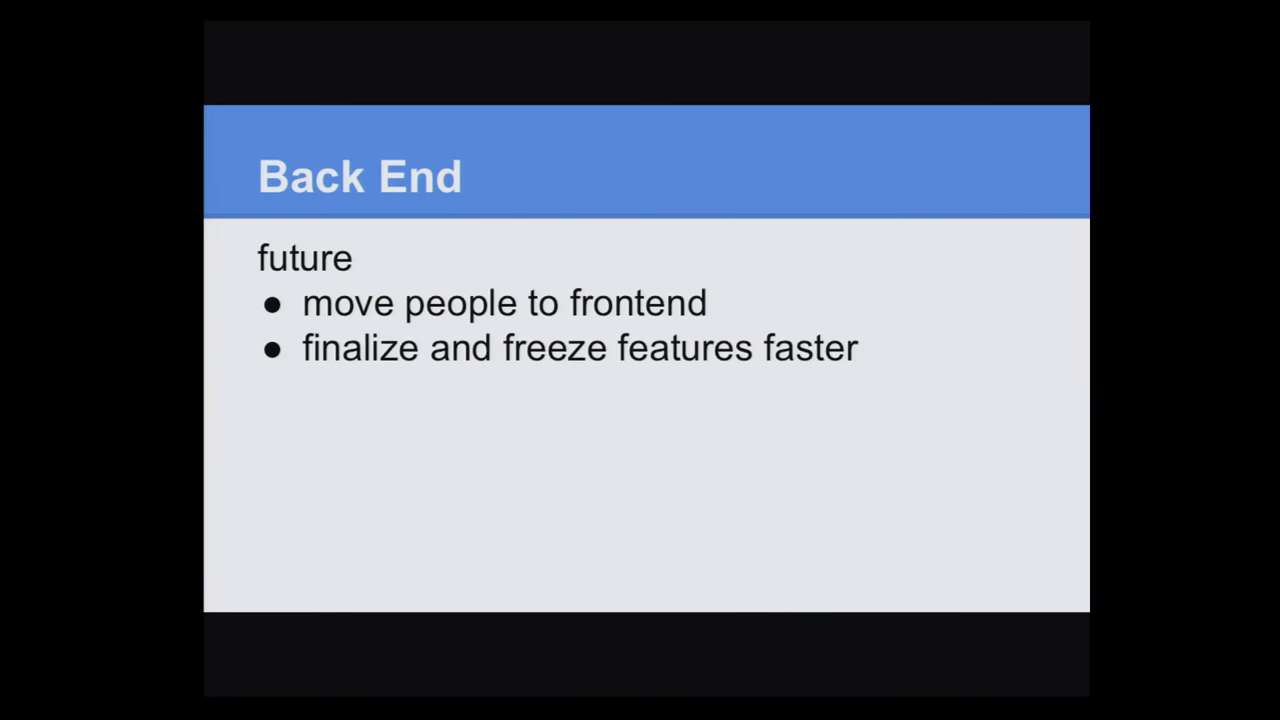 Back End
future
● move people to frontend
● finalize and freeze features faster